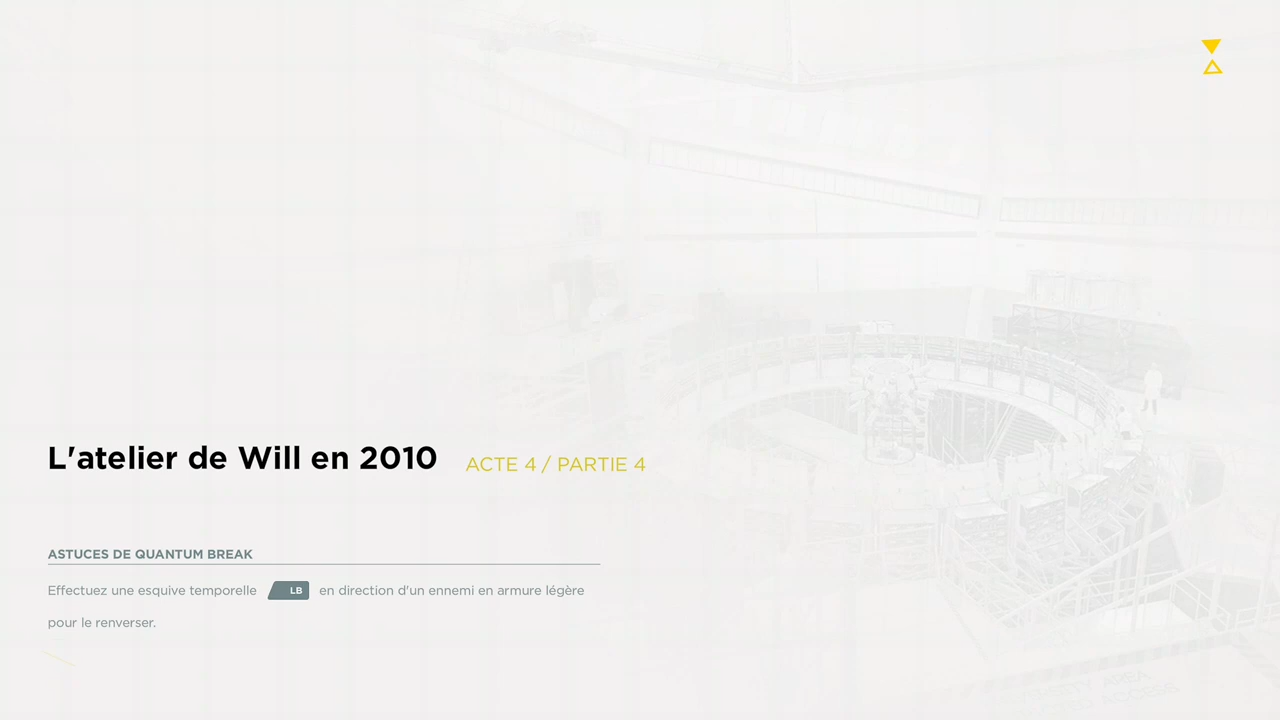 L'atelier de Will en 2010 ACTE 4 / PARTIE 4
ASTUCES DE QUANTUM BREAK
Effectuez une esquive temporelle LB en direction d'un ennemi en armure légère
pour le renverser.